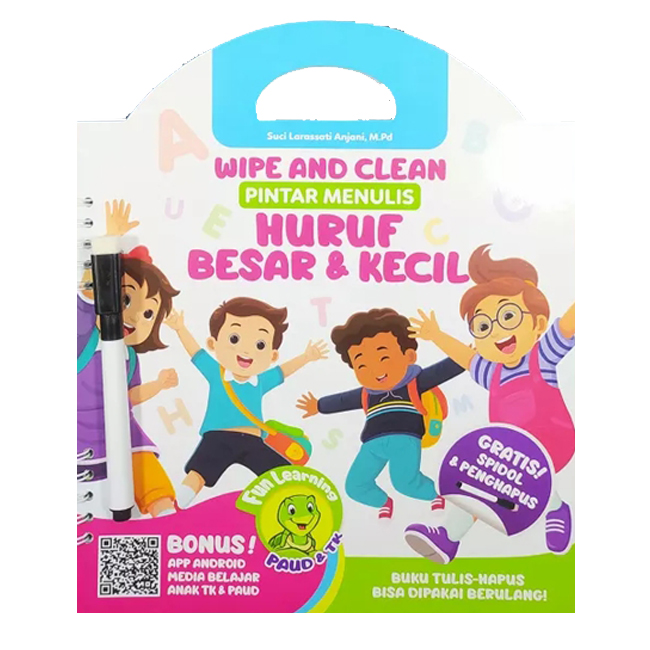 Suci Larassati Anjani, M.Pd
WIPE AND CLEAN
PINTAR MENULIS
HURUF
BESAR & KECIL
A
B
U
E
C
T
H
S
M
GRATIS!
SPIDOL
& PENGHAPUS
Fun Learning
PAUD & TK
BONUS!
APP ANDROID
MEDIA BELAJAR
ANAK TK & PAUD
BUKU TULIS-HAPUS
BISA DIPAKAI BERULANG!